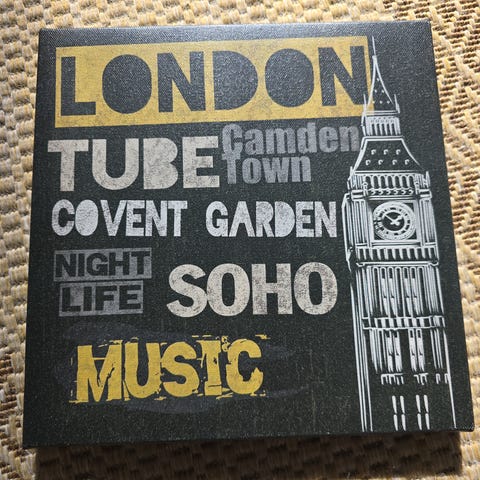 LONDON
TUBE
Camden
Town
COVENT GARDEN
NIGHT
LIFE
SOHO
MUSIC